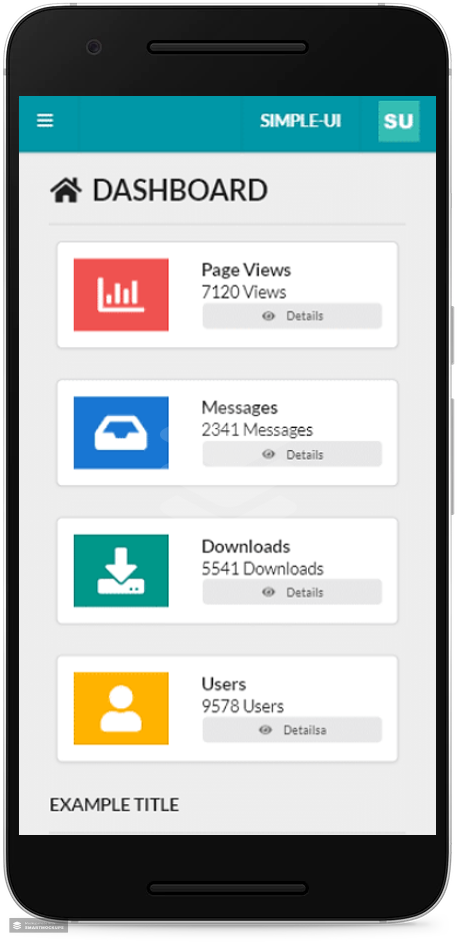 SIMPLE-UI
SU
DASHBOARD
Page Views
7120 Views
Details
Messages
2341 Messages
Details
Downloads
5541 Downloads
Details
Users
9578 Users
Detailsa
EXAMPLE TITLE
SMARTMOCKUPS